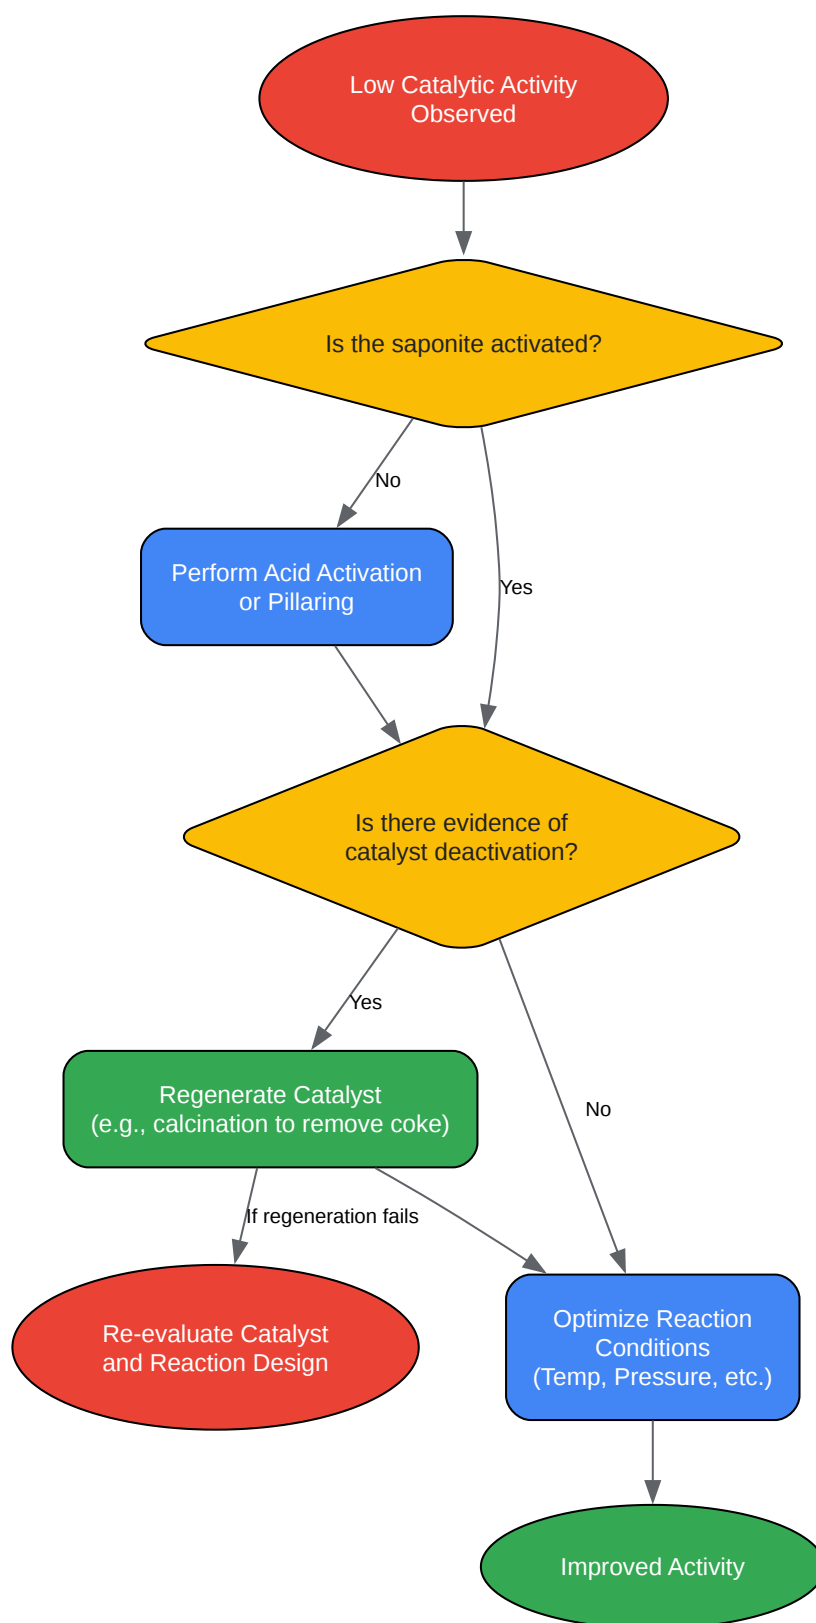 Low Catalytic Activity
Observed
Is the saponite activated?
No
Perform Acid Activation
or Pillaring
Yes
Is there evidence of
catalyst deactivation?
Yes
Regenerate Catalyst
(e.g., calcination to remove coke)
No
If regeneration fails
Re-evaluate Catalyst
and Reaction Design
Optimize Reaction
Conditions
(Temp, Pressure, etc.)
Improved Activity